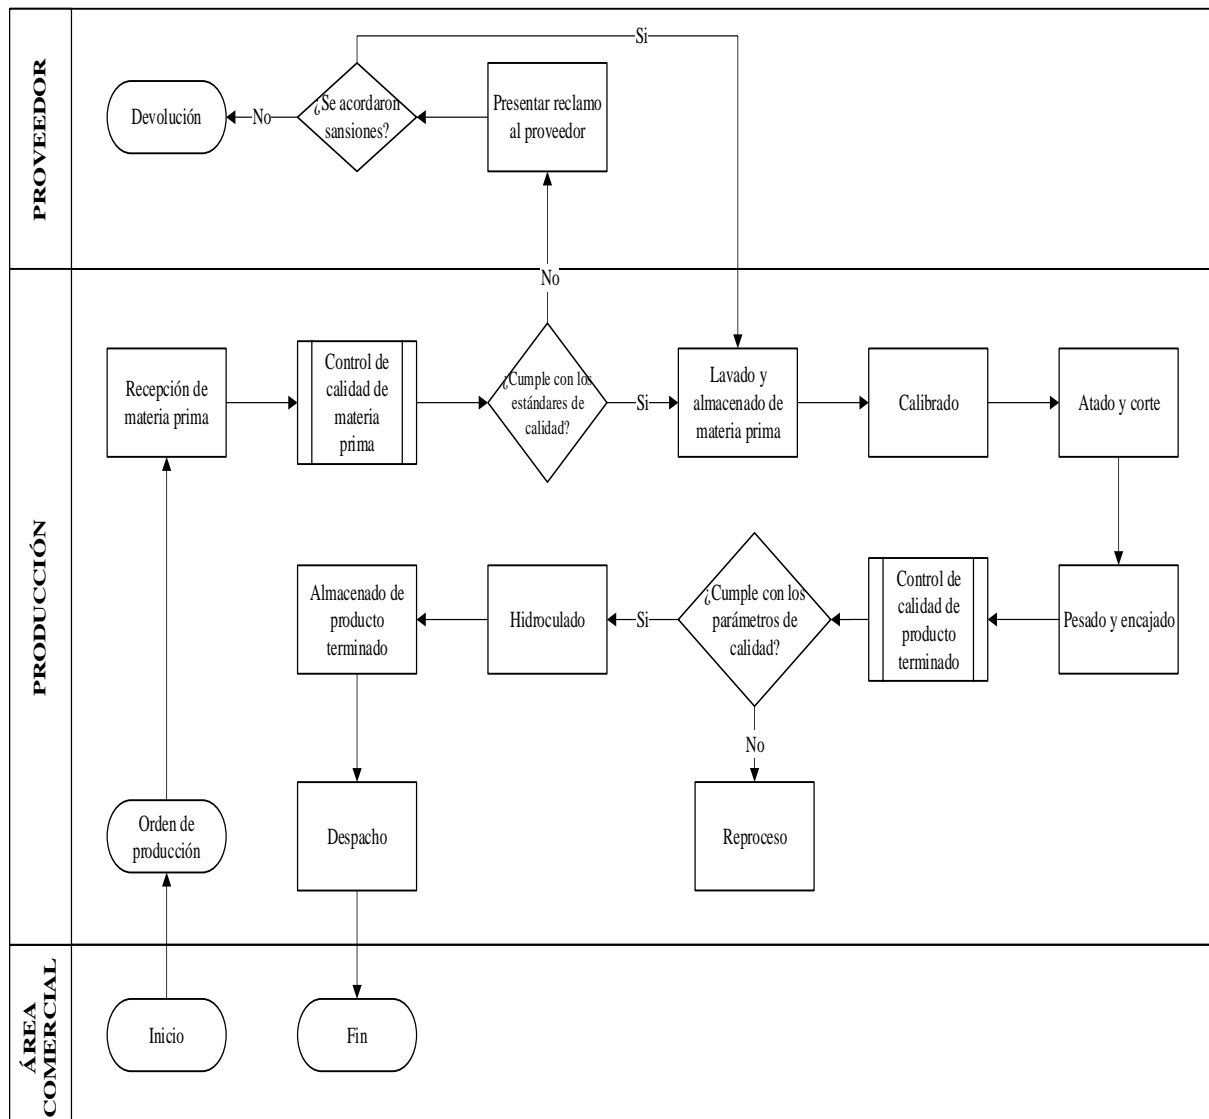 PROVEEDOR
Devolución
No
¿Se acordaron
sansiones?
Presentar reclamo
al proveedor
Si
No
PRODUCCIÓN
Recepción de
materia prima
Control de
calidad de
materia
prima
¿Cumple con los
estándares de
calidad?
Si
Lavado y
almacenado de
materia prima
Calibrado
Atado y corte
Almacenado de
producto
terminado
Hidroculado
Si
¿Cumple con los
parámetros de
calidad?
Control de
calidad de
producto
terminado
Pesado y encajado
No
Orden de
producción
Despacho
Reproceso
ÁREA
COMERCIAL
Inicio
Fin